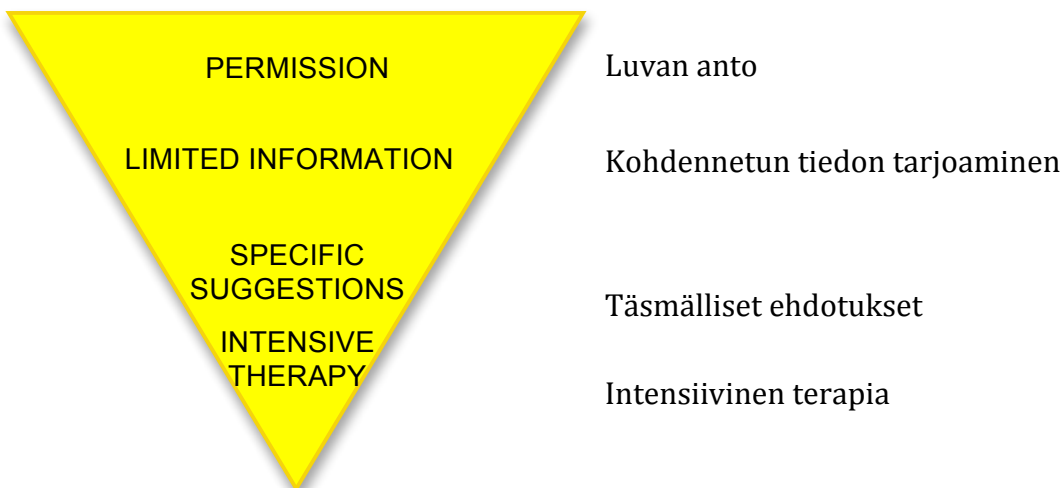 PERMISSION
Luvan anto
LIMITED INFORMATION
Kohdennetun tiedon tarjoaminen
SPECIFIC
SUGGESTIONS
Täsmälliset ehdotukset
INTENSIVE
THERAPY
Intensiivinen terapia